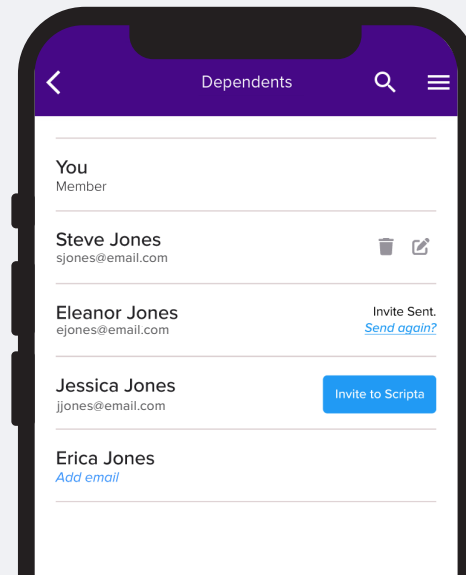 Dependents
You
Member
Steve Jones
sjones@email.com
Eleanor Jones
ejones@email.com
Invite Sent.
Send again?
Jessica Jones
jjones@email.com
Invite to Scripta
Erica Jones
Add email